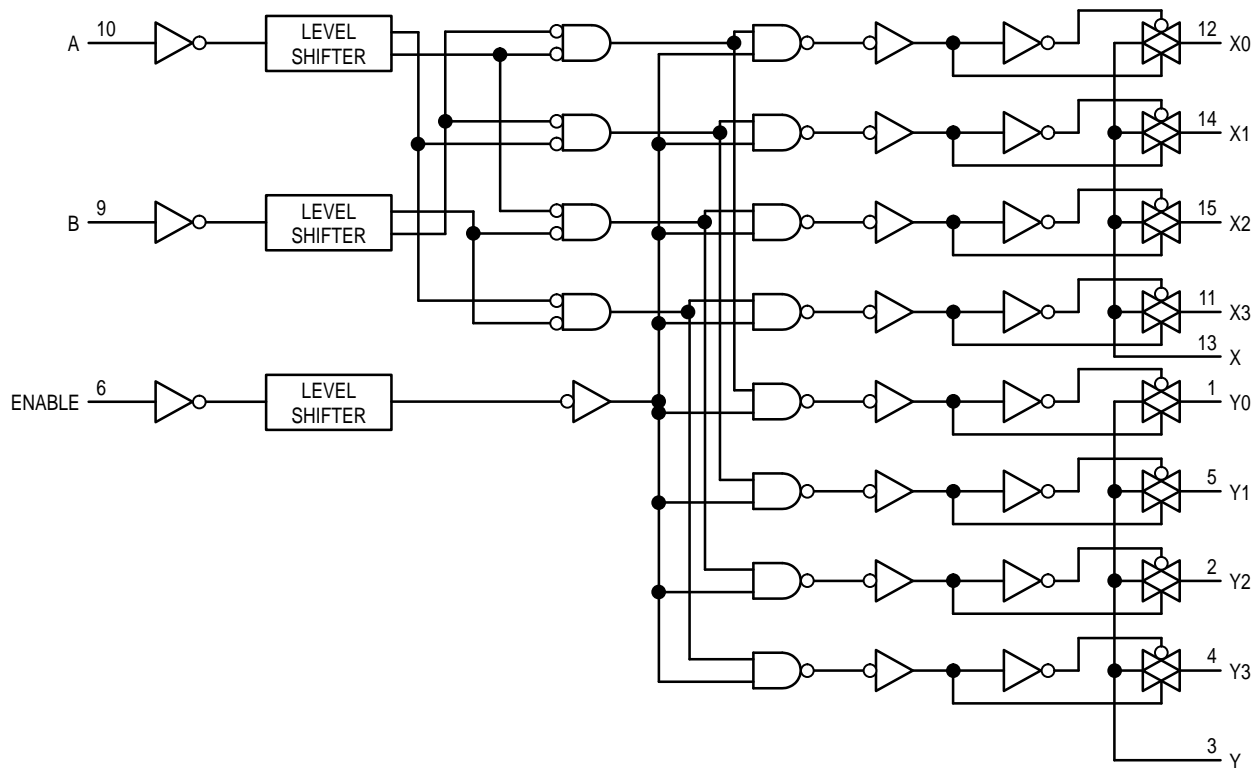 A 10
LEVEL
SHIFTER
12 X0
14 X1
B 9
LEVEL
SHIFTER
15 X2
11 X3
13 X
ENABLE 6
LEVEL
SHIFTER
1 Y0
5 Y1
2 Y2
4 Y3
3 Y